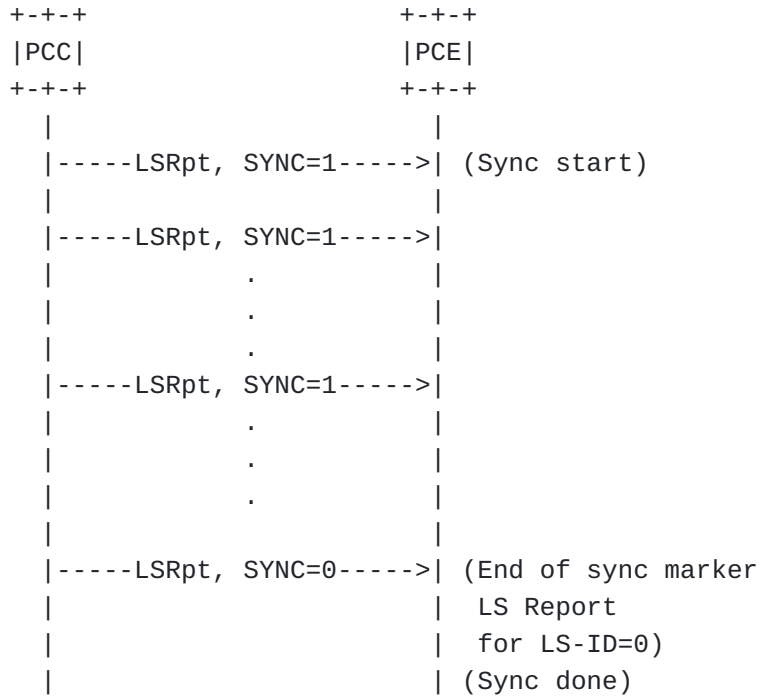 +-+-+                    +-+-+
|PCC|                    |PCE|
+-+-+                    +-+-+
  |                        |
  |-----LSRpt, SYNC=1----->| (Sync start)
  |                        |
  |-----LSRpt, SYNC=1----->|
  |            .           |
  |            .           |
  |            .           |
  |-----LSRpt, SYNC=1----->|
  |            .           |
  |            .           |
  |            .           |
  |                        |
  |-----LSRpt, SYNC=0----->| (End of sync marker
  |                        |  LS Report
  |                        |  for LS-ID=0)
  |                        | (Sync done)